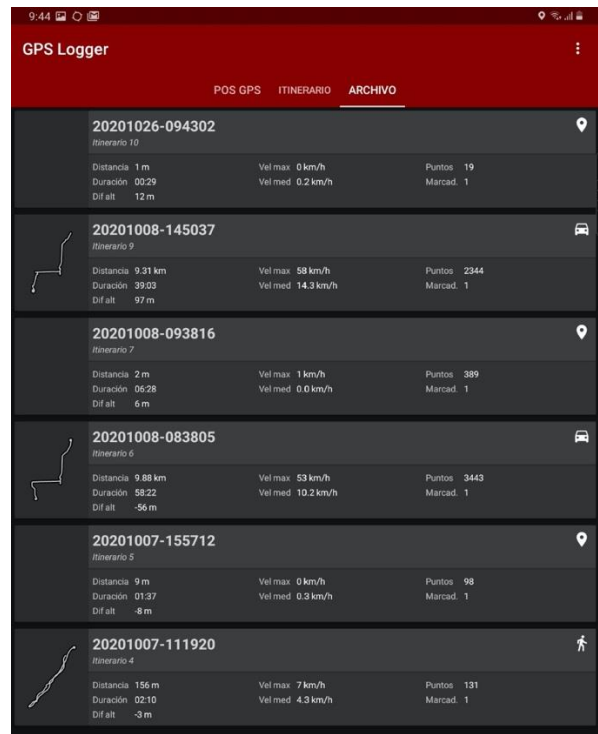 9:44
GPS Logger
POS GPS ITINERARIO ARCHIVO
20201026-094302
Itinerario 10
Distancia 1 m Vel max 0 km/h Puntos 19
Duración 00:29 Vel med 0.2 km/h Marcad. 1
Dif alt 12 m
20201008-145037
Itinerario 9
Distancia 9.31 km Vel max 58 km/h Puntos 2344
Duración 39:03 Vel med 14.3 km/h Marcad. 1
Dif alt 97 m
20201008-093816
Itinerario 7
Distancia 2 m Vel max 1 km/h Puntos 389
Duración 06:28 Vel med 0.0 km/h Marcad. 1
Dif alt 6 m
20201008-083805
Itinerario 6
Distancia 9.88 km Vel max 53 km/h Puntos 3443
Duración 58:22 Vel med 10.2 km/h Marcad. 1
Dif alt -56 m
20201007-155712
Itinerario 5
Distancia 9 m Vel max 0 km/h Puntos 98
Duración 01:37 Vel med 0.3 km/h Marcad. 1
Dif alt -8 m
20201007-111920
Itinerario 4
Distancia 156 m Vel max 7 km/h Puntos 131
Duración 02:10 Vel med 4.3 km/h Marcad. 1
Dif alt -3 m